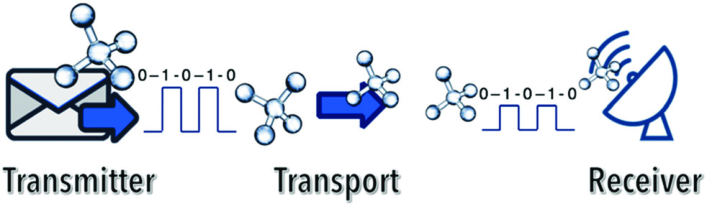 0-1-0-1-0
0-1-0-1-0
Transmitter
Transport
Receiver